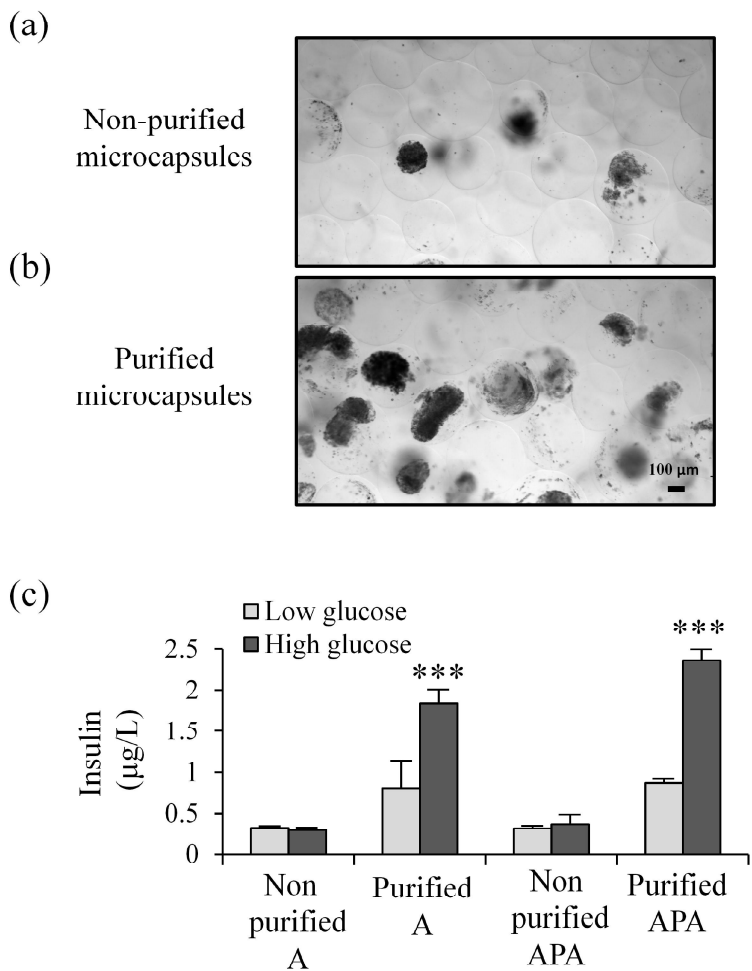 (a)
Non-purified
microcapsules
(b)
Purified
microcapsules
100 µm
(c)
Low glucose
High glucose
***
***
2.5
2
1.5
1
0.5
0
Insulin
(µg/L)
Non
purified
A
Purified
A
Non
purified
APA
Purified
APA